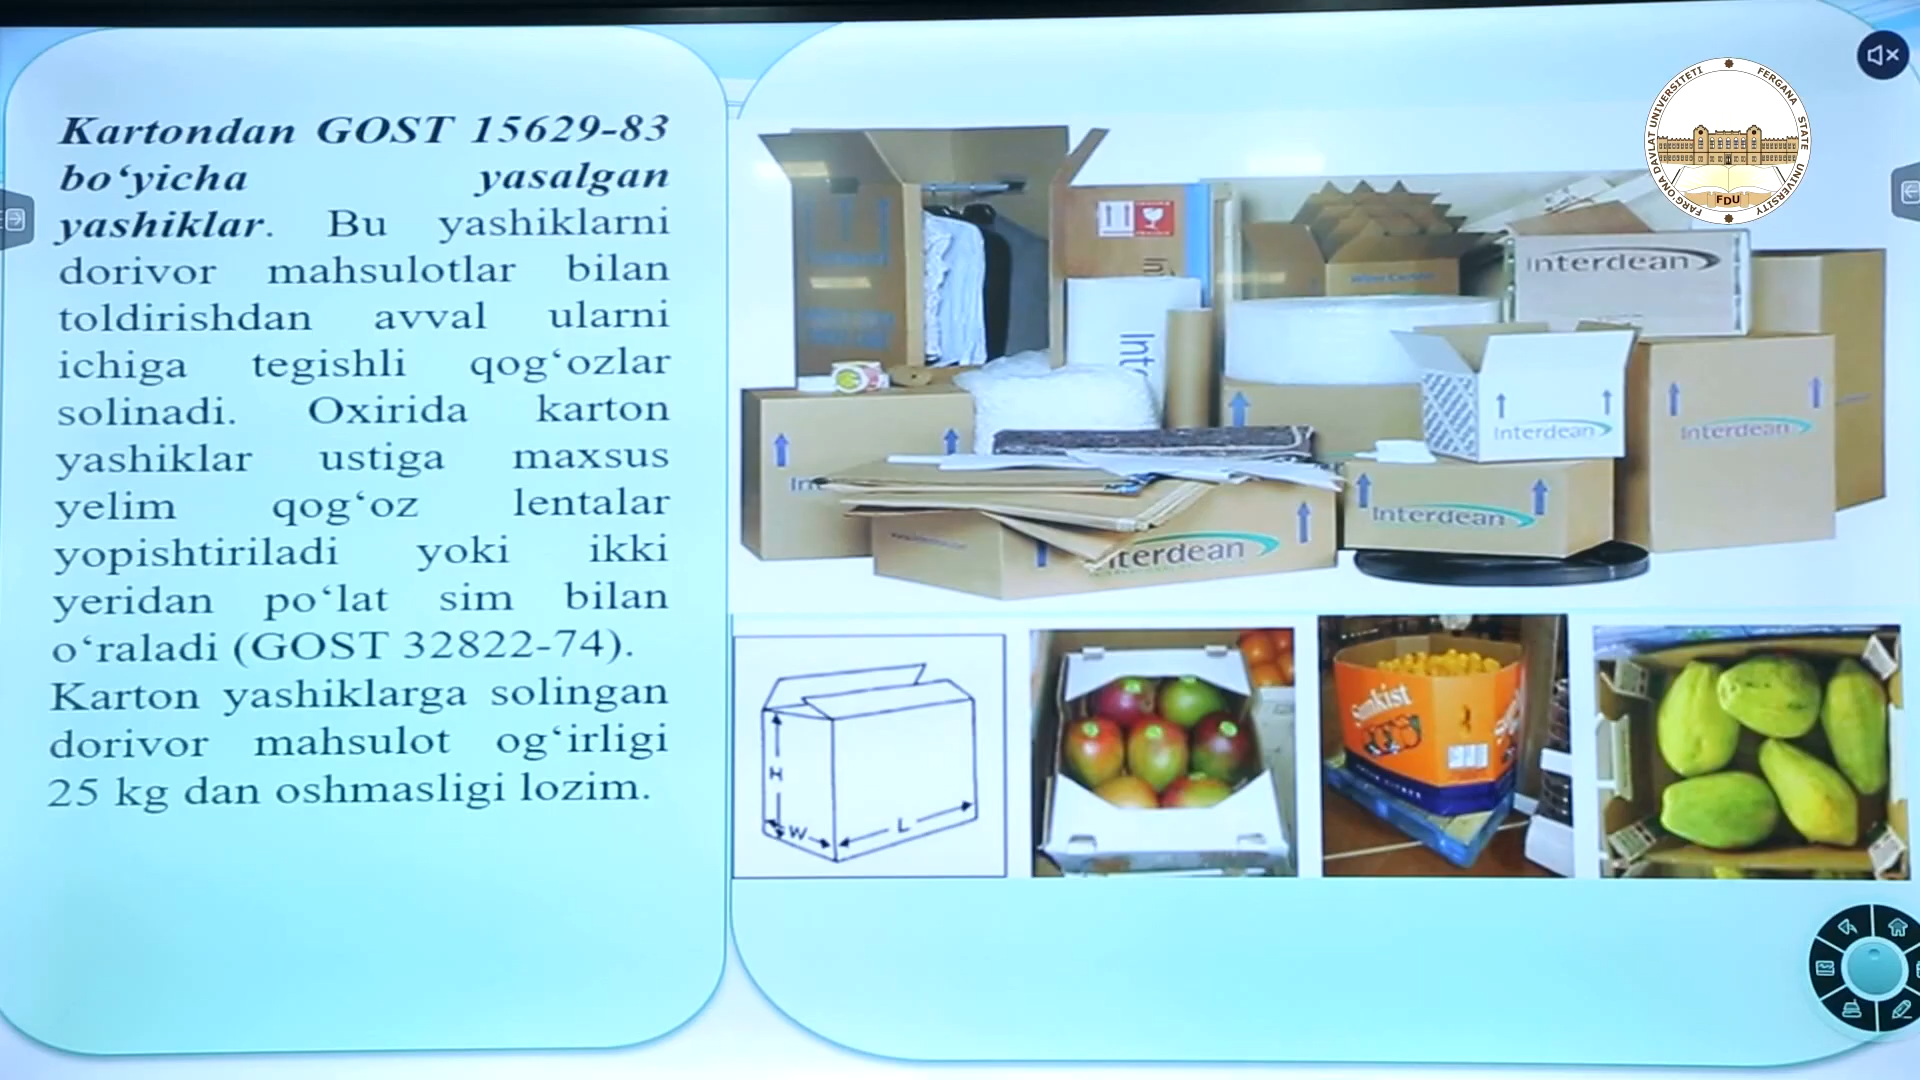 Kartondan GOST 15629-83
bo‘yicha yasalgan
yashiklar. Bu yashiklarni
dorivor mahsulotlar bilan
toldirishdan avval ularni
ichiga tegishli qog‘ozlar
solinadi. Oxirida karton
yashiklar ustiga maxsus
yelim qog‘oz lentalar
yopishtiriladi yoki ikki
yeridan po‘lat sim bilan
o‘raladi (GOST 32822-74).
Karton yashiklarga solingan
dorivor mahsulot og‘irligi
25 kg dan oshmasligi lozim.
FARG‘ONA DAVLAT UNIVERSITETI
FERGANA STATE UNIVERSITY
FDU
Interdean
Interdean
Interdean
Interdean
terdean
H
W
L
Sunkist